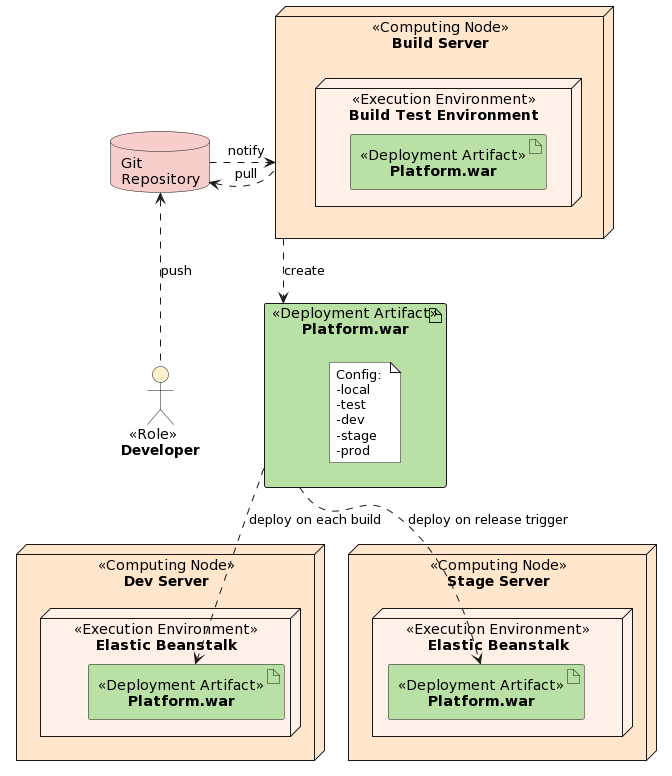 «Computing Node»
Build Server
«Execution Environment»
Build Test Environment
«Deployment Artifact»
Platform.war
notify
pull
Git
Repository
push
create
«Deployment Artifact»
Platform.war
Config:
-local
-test
-dev
-stage
-prod
«Role»
Developer
deploy on each build
deploy on release trigger
«Computing Node»
Dev Server
«Execution Environment»
Elastic Beanstalk
«Deployment Artifact»
Platform.war
«Computing Node»
Stage Server
«Execution Environment»
Elastic Beanstalk
«Deployment Artifact»
Platform.war